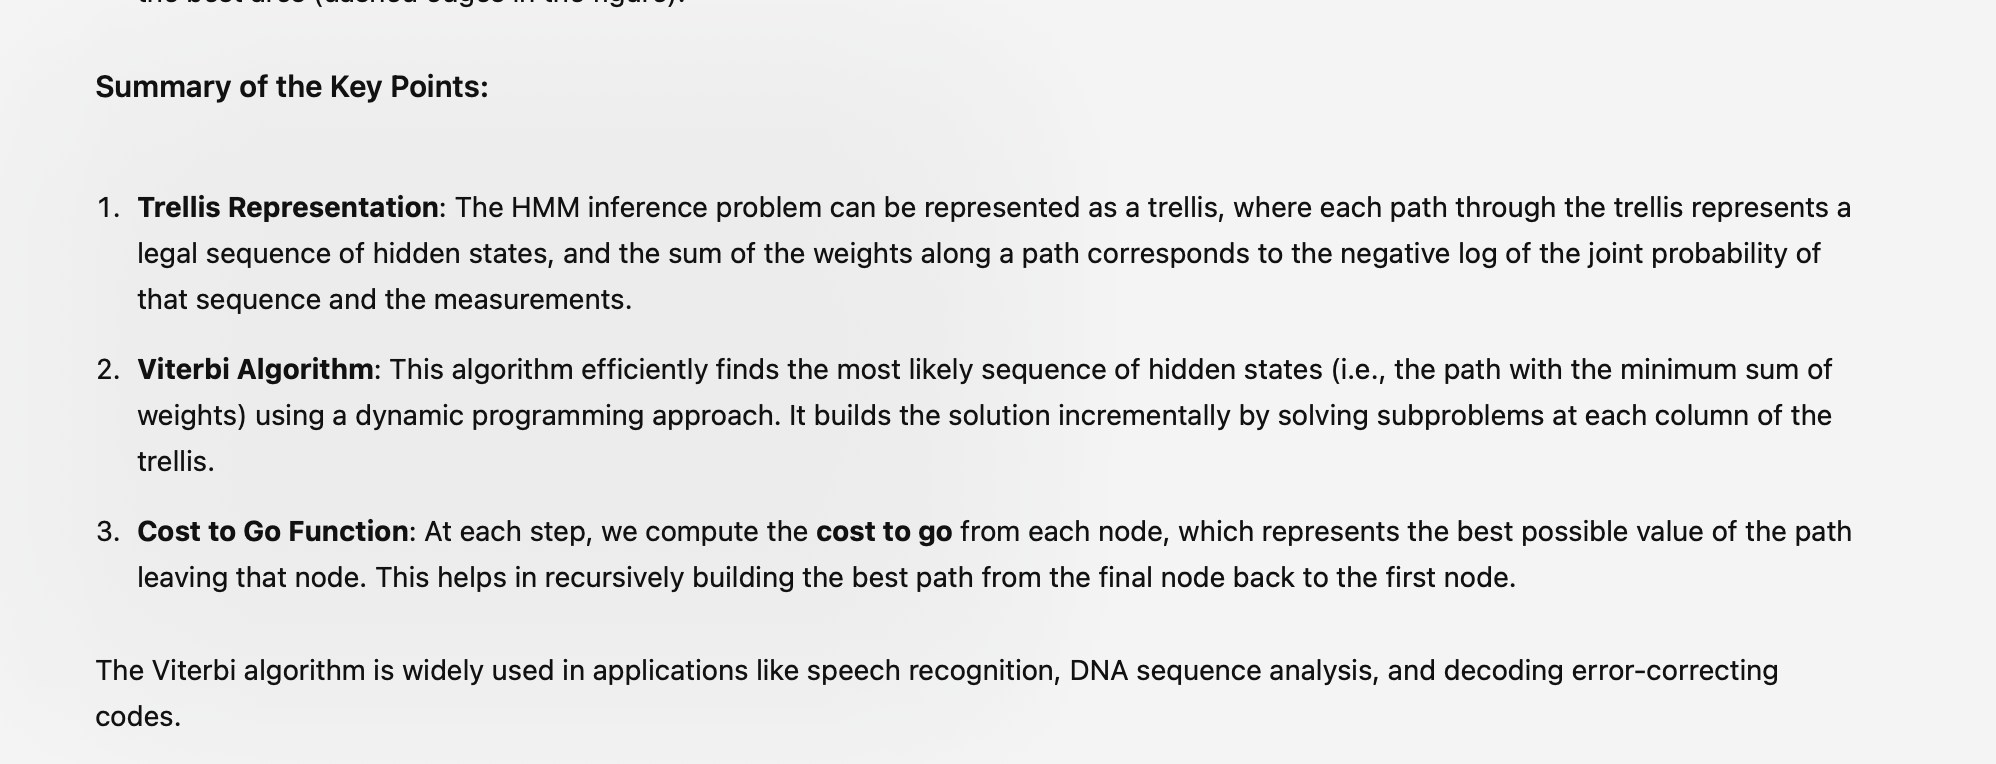 the best arcs (dashed edges in the figure).
Summary of the Key Points:
1. Trellis Representation: The HMM inference problem can be represented as a trellis, where each path through the trellis represents a
legal sequence of hidden states, and the sum of the weights along a path corresponds to the negative log of the joint probability of
that sequence and the measurements.
2. Viterbi Algorithm: This algorithm efficiently finds the most likely sequence of hidden states (i.e., the path with the minimum sum of
weights) using a dynamic programming approach. It builds the solution incrementally by solving subproblems at each column of the
trellis.
3. Cost to Go Function: At each step, we compute the cost to go from each node, which represents the best possible value of the path
leaving that node. This helps in recursively building the best path from the final node back to the first node.
The Viterbi algorithm is widely used in applications like speech recognition, DNA sequence analysis, and decoding error-correcting
codes.